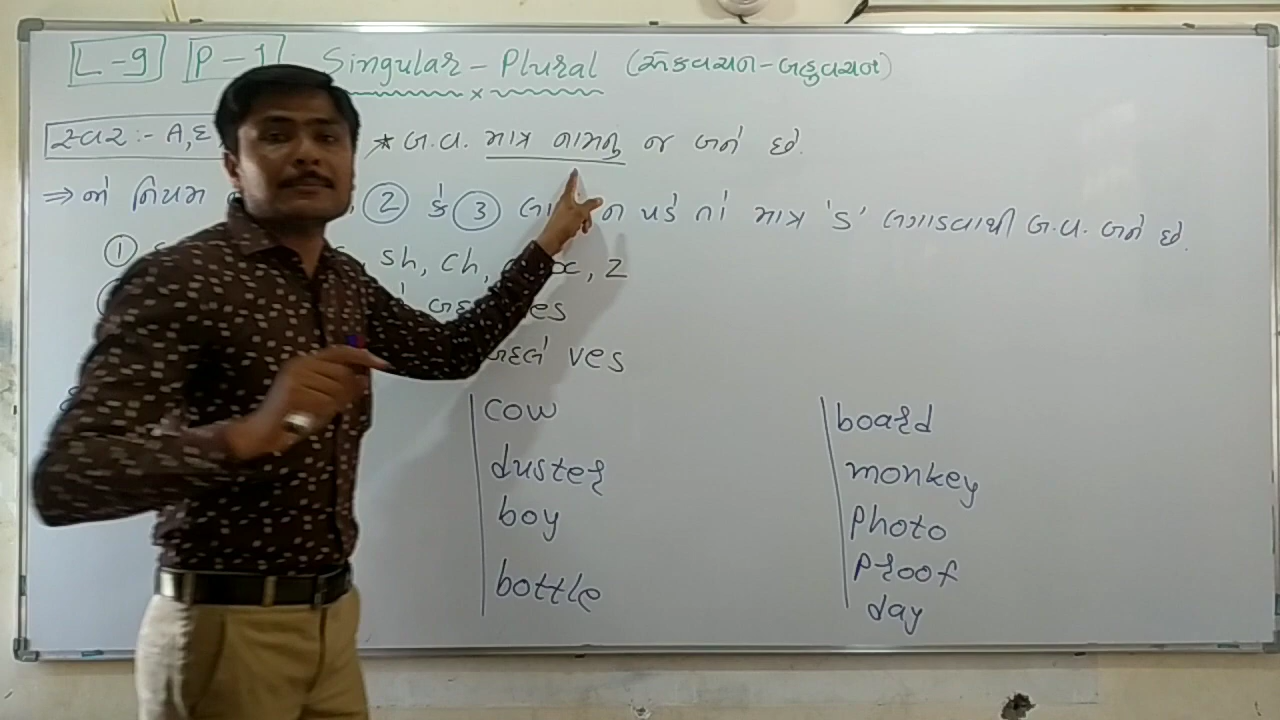 L-9 P-1 Singular - Plural (એકવચન-બહુવચન)
સ્વર :- A, E ★ બ.વ. માત્ર નામનુ જ બને છે.
⇒ જો નિયમ 2 કે 3 ન પડે તો માત્ર 'S' લગાડવાથી બ.વ. બને છે.
1 sh, ch, x, z
es
બદલે ves
cow
duster
boy
bottle
board
monkey
Photo
Proof
day